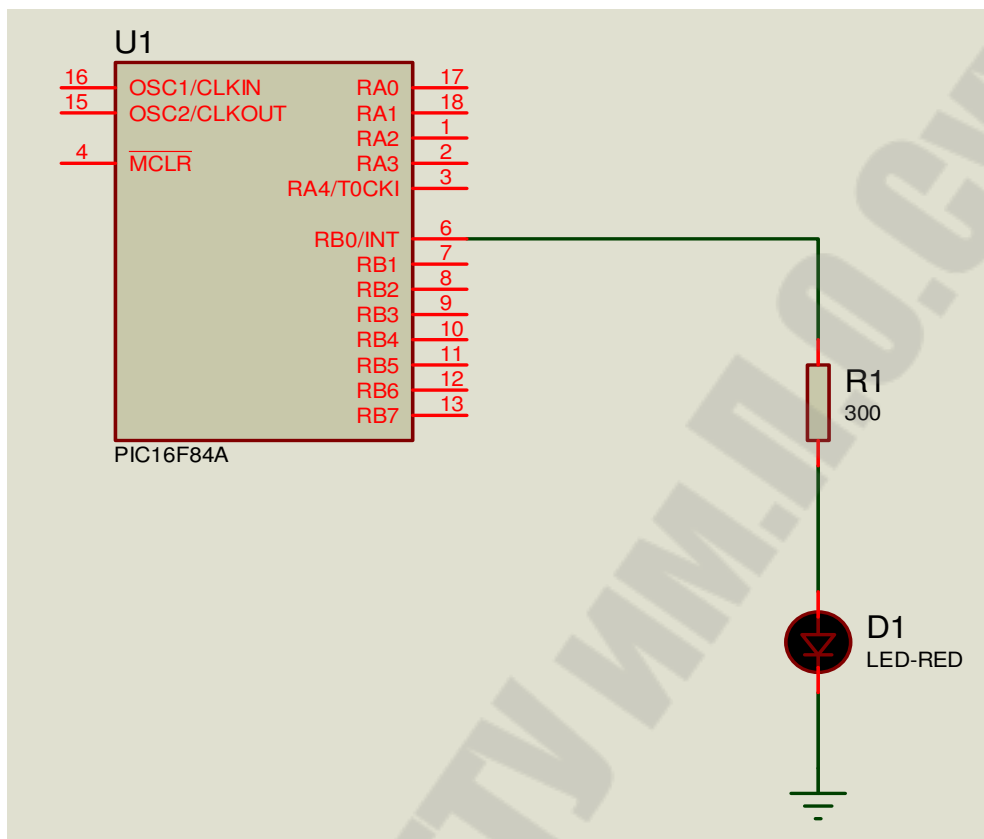 U1
16 OSC1/CLKIN RA0 17
15 OSC2/CLKOUT RA1 18
RA2 1
4 MCLR RA3 2
RA4/T0CKI 3
RB0/INT 6
RB1 7
RB2 8
RB3 9
RB4 10
RB5 11
RB6 12
RB7 13
PIC16F84A
R1
300
D1
LED-RED
ИМ.П.О.